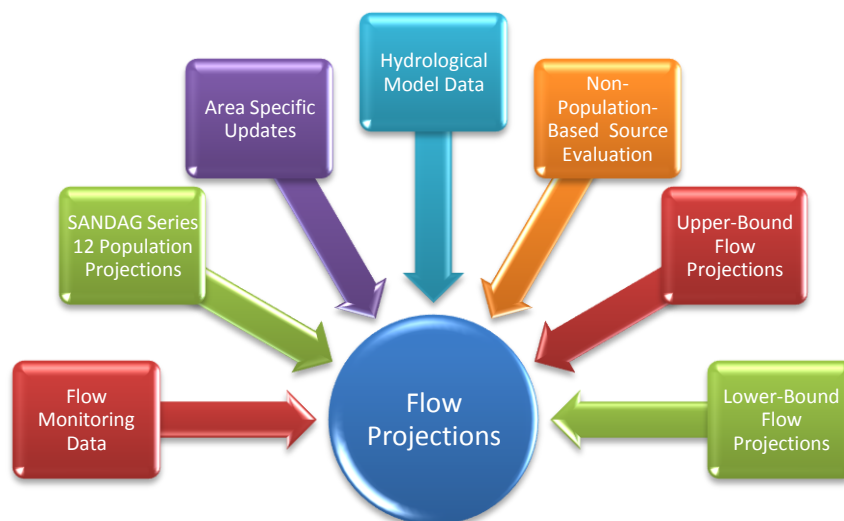 Flow
Monitoring
Data
SANDAG Series
12 Population
Projections
Area Specific
Updates
Hydrological
Model Data
Non-
Population-
Based Source
Evaluation
Upper-Bound
Flow
Projections
Lower-Bound
Flow
Projections
Flow
Projections